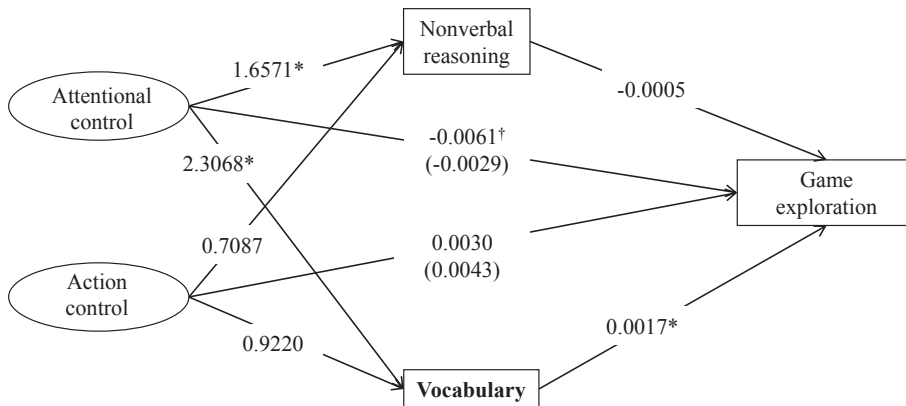 Nonverbal
reasoning
1.6571*
Attentional
control
-0.0005
-0.0061†
(-0.0029)
2.3068*
Game
exploration
0.7087
0.0030
(0.0043)
Action
control
0.9220
0.0017*
Vocabulary